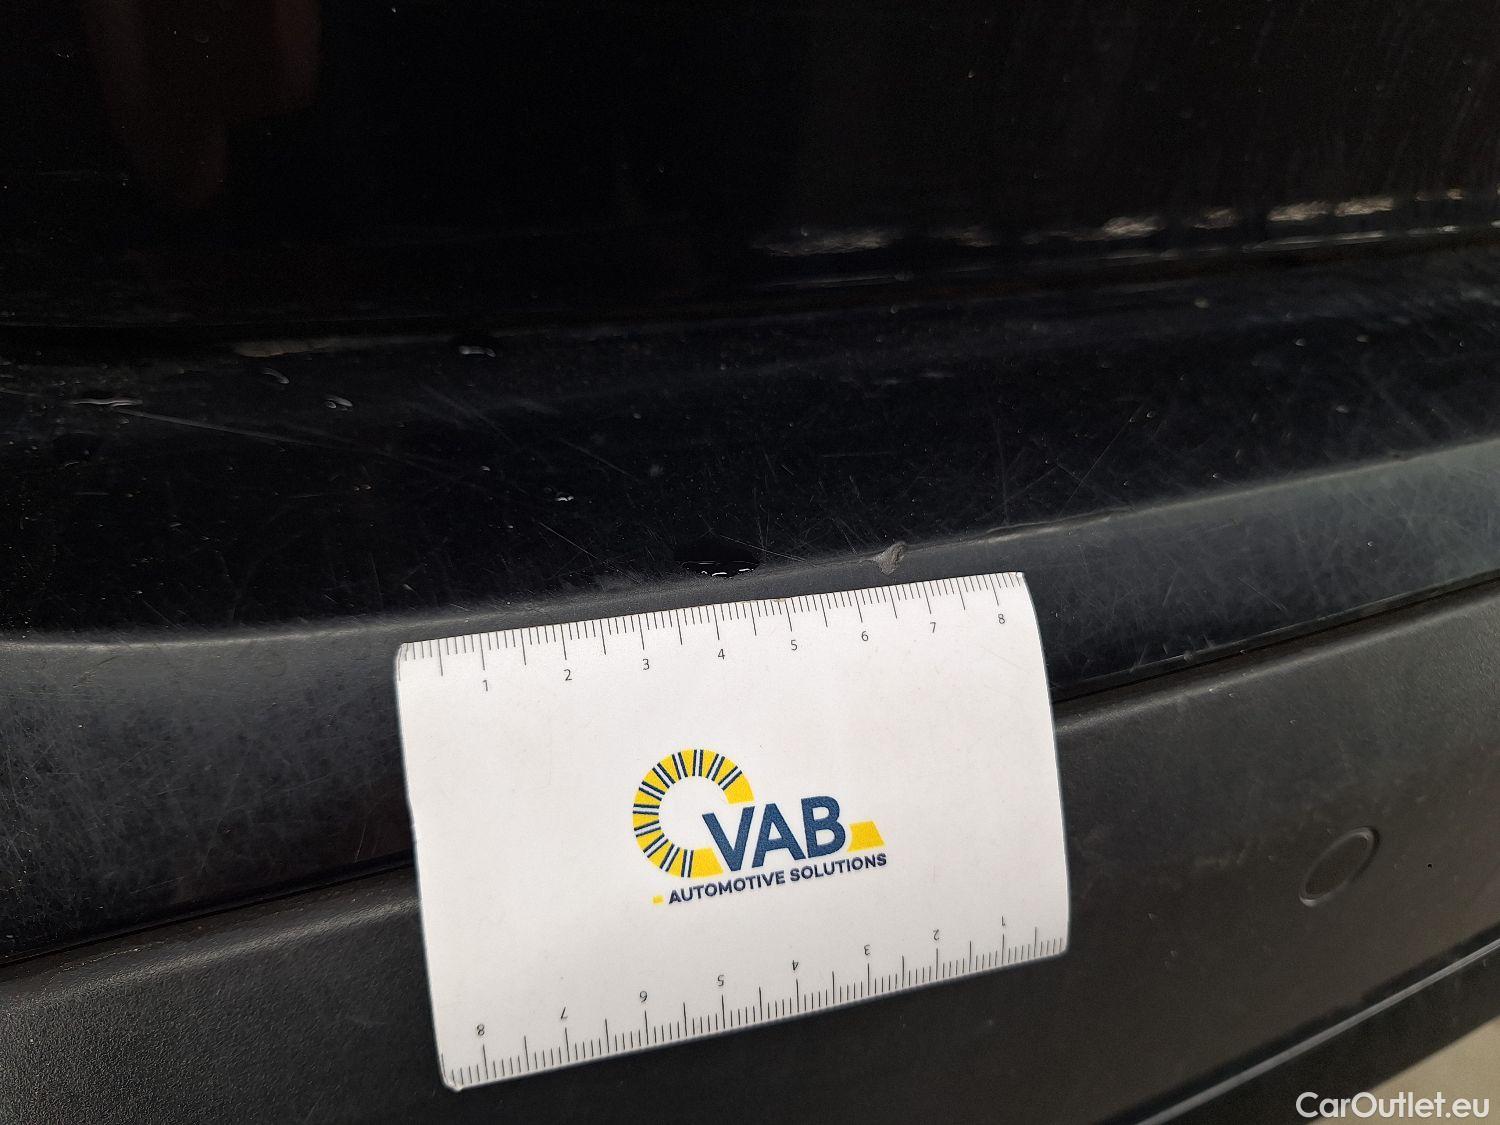 1 2 3 4 5 6 7 8
VAB
AUTOMOTIVE SOLUTIONS
8 7 6 5 4 3 2 1
CarOutlet.eu